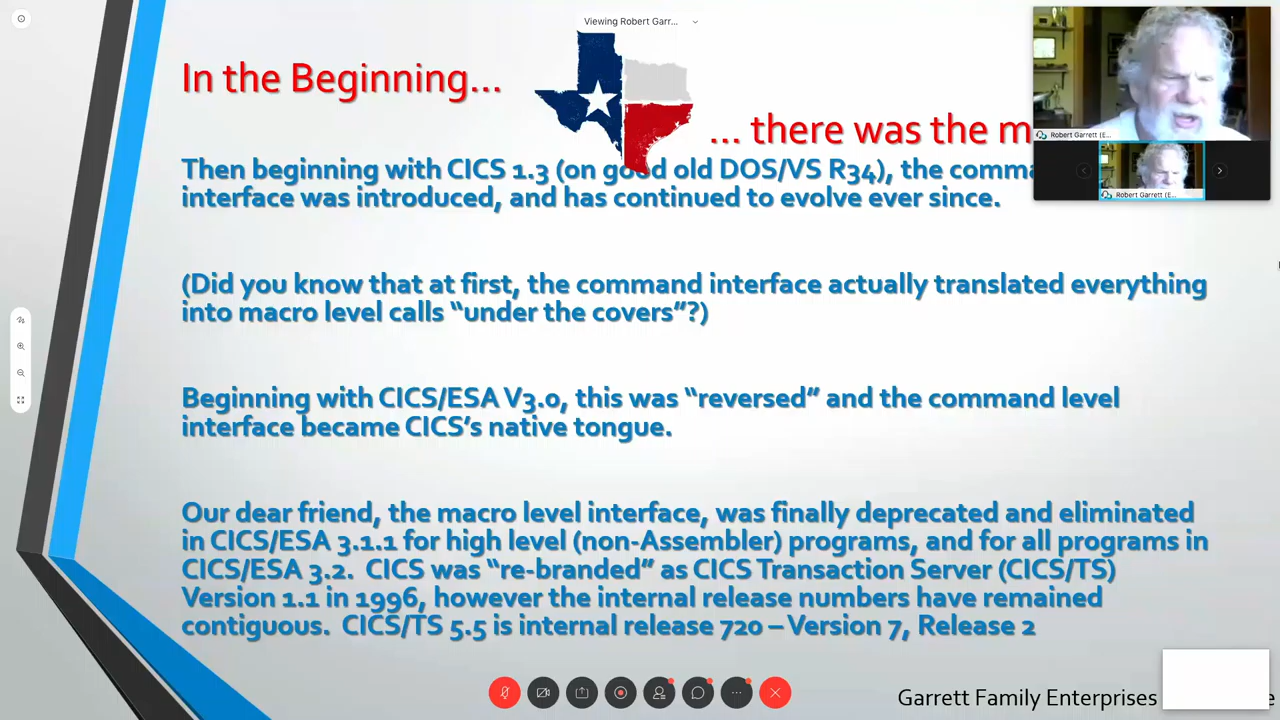 Viewing Robert Garr...
In the Beginning...
... there was the m
Robert Garrett (E...
Robert Garrett (E...
Then beginning with CICS 1.3 (on good old DOS/VS R34), the comma
interface was introduced, and has continued to evolve ever since.
(Did you know that at first, the command interface actually translated everything
into macro level calls “under the covers”?)
Beginning with CICS/ESA V3.0, this was “reversed” and the command level
interface became CICS’s native tongue.
Our dear friend, the macro level interface, was finally deprecated and eliminated
in CICS/ESA 3.1.1 for high level (non-Assembler) programs, and for all programs in
CICS/ESA 3.2.  CICS was “re-branded” as CICS Transaction Server (CICS/TS)
Version 1.1 in 1996, however the internal release numbers have remained
contiguous.  CICS/TS 5.5 is internal release 720 – Version 7, Release 2
Garrett Family Enterprises